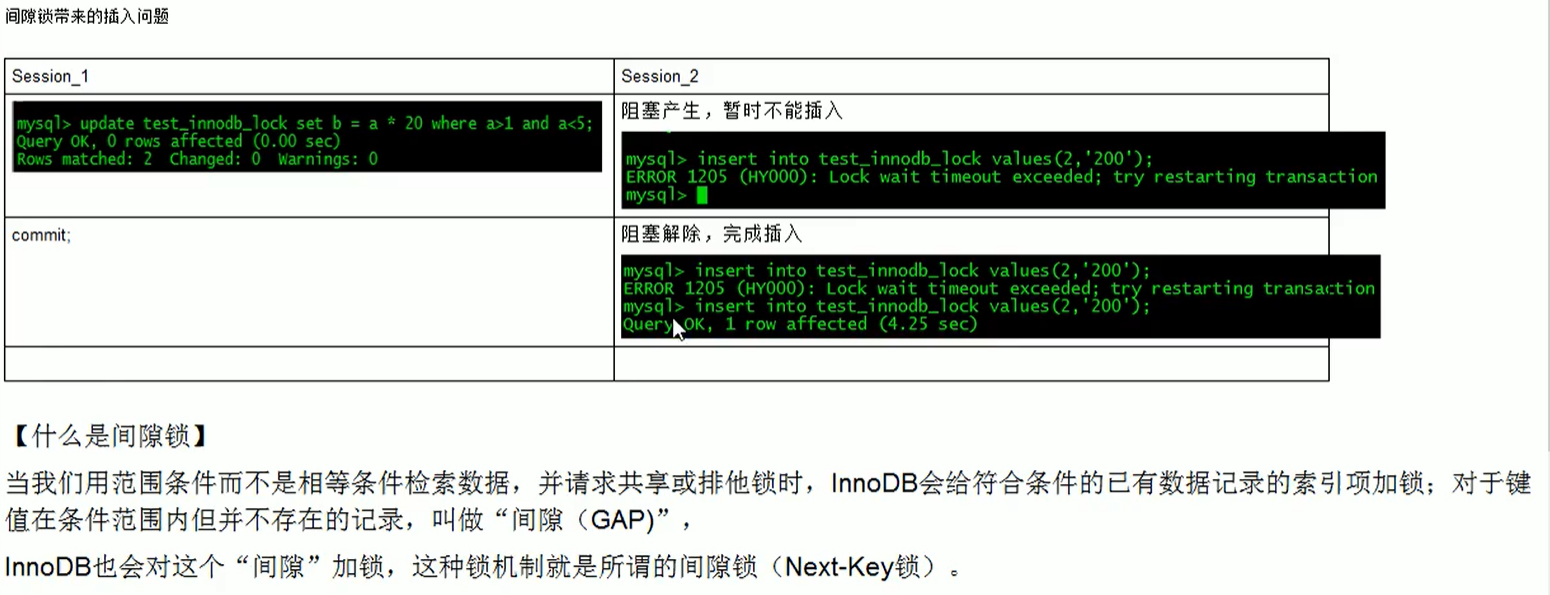 间隙锁带来的插入问题
Session_1
Session_2
mysql> update test_innodb_lock set b = a * 20 where a>1 and a<5;
Query OK, 0 rows affected (0.00 sec)
Rows matched: 2 Changed: 0 Warnings: 0
阻塞产生，暂时不能插入
mysql> insert into test_innodb_lock values(2,'200');
ERROR 1205 (HY000): Lock wait timeout exceeded; try restarting transaction
mysql>
commit;
阻塞解除，完成插入
mysql> insert into test_innodb_lock values(2,'200');
ERROR 1205 (HY000): Lock wait timeout exceeded; try restarting transaction
mysql> insert into test_innodb_lock values(2,'200');
Query OK, 1 row affected (4.25 sec)
【什么是间隙锁】
当我们用范围条件而不是相等条件检索数据，并请求共享或排他锁时，InnoDB会给符合条件的已有数据记录的索引项加锁；对于键
值在条件范围内但并不存在的记录，叫做“间隙（GAP)”，
InnoDB也会对这个“间隙”加锁，这种锁机制就是所谓的间隙锁（Next-Key锁）。